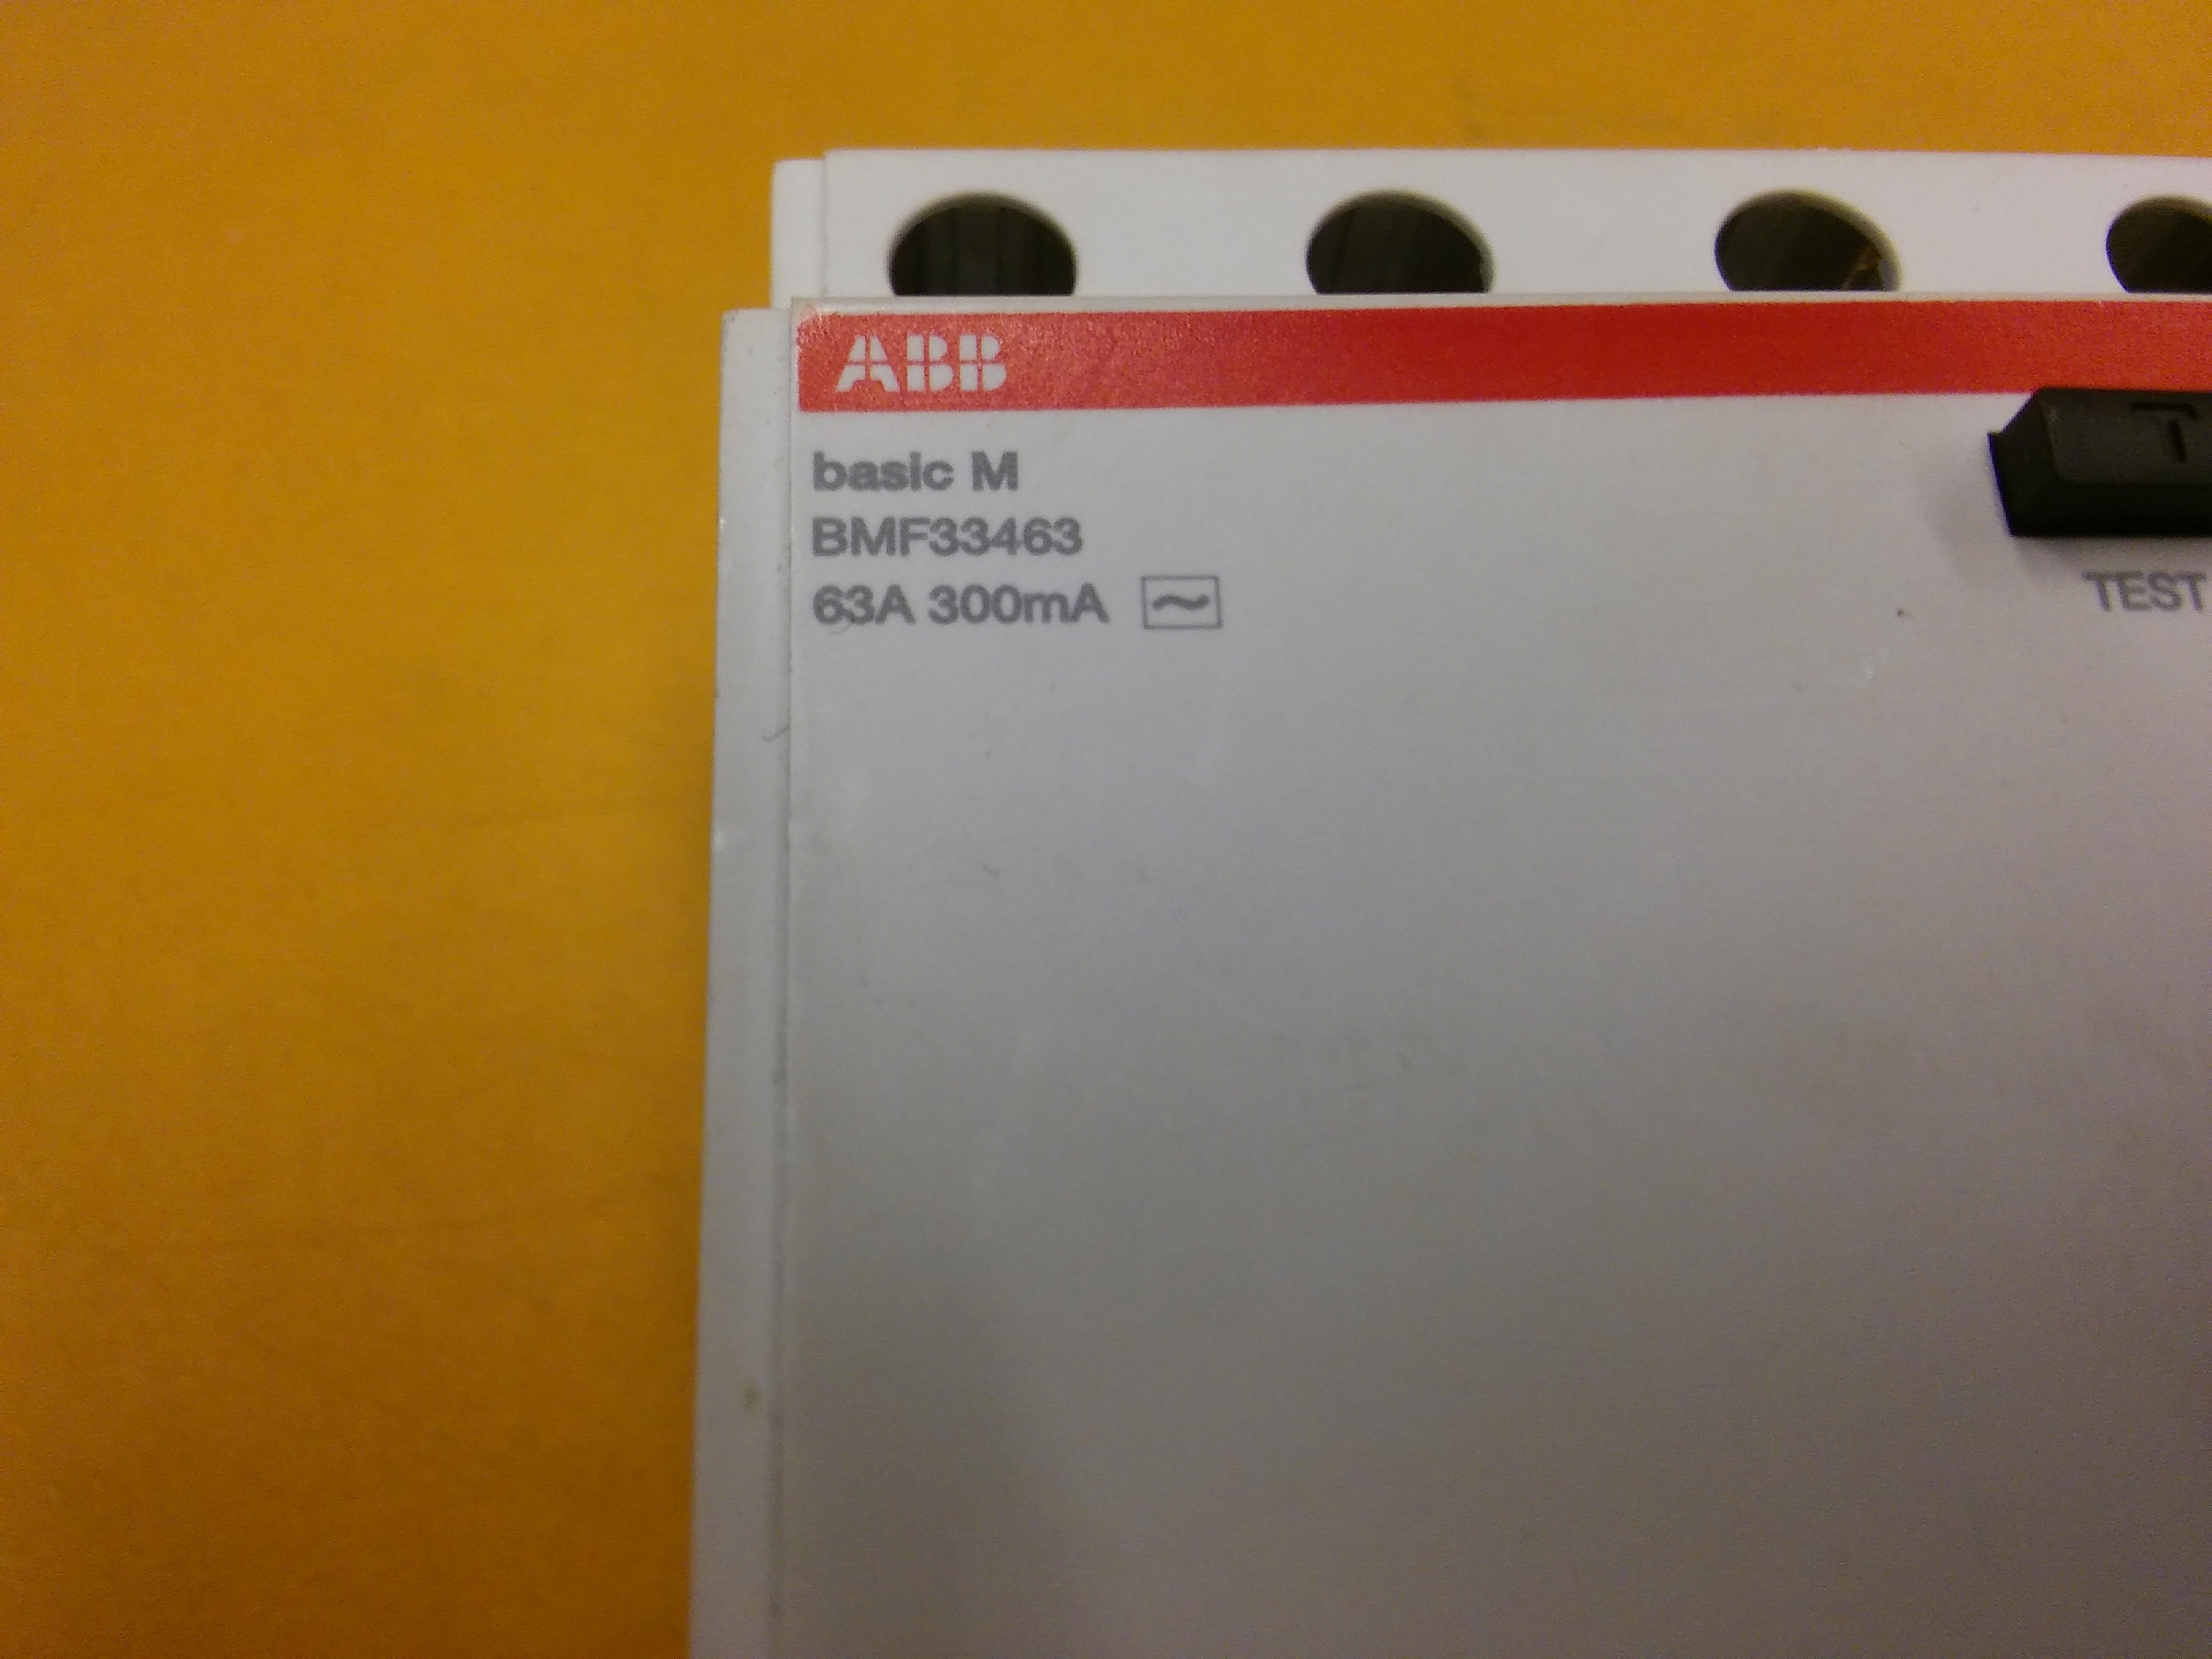 ABB
basic M
BMF33463
63A 300mA
T
TEST